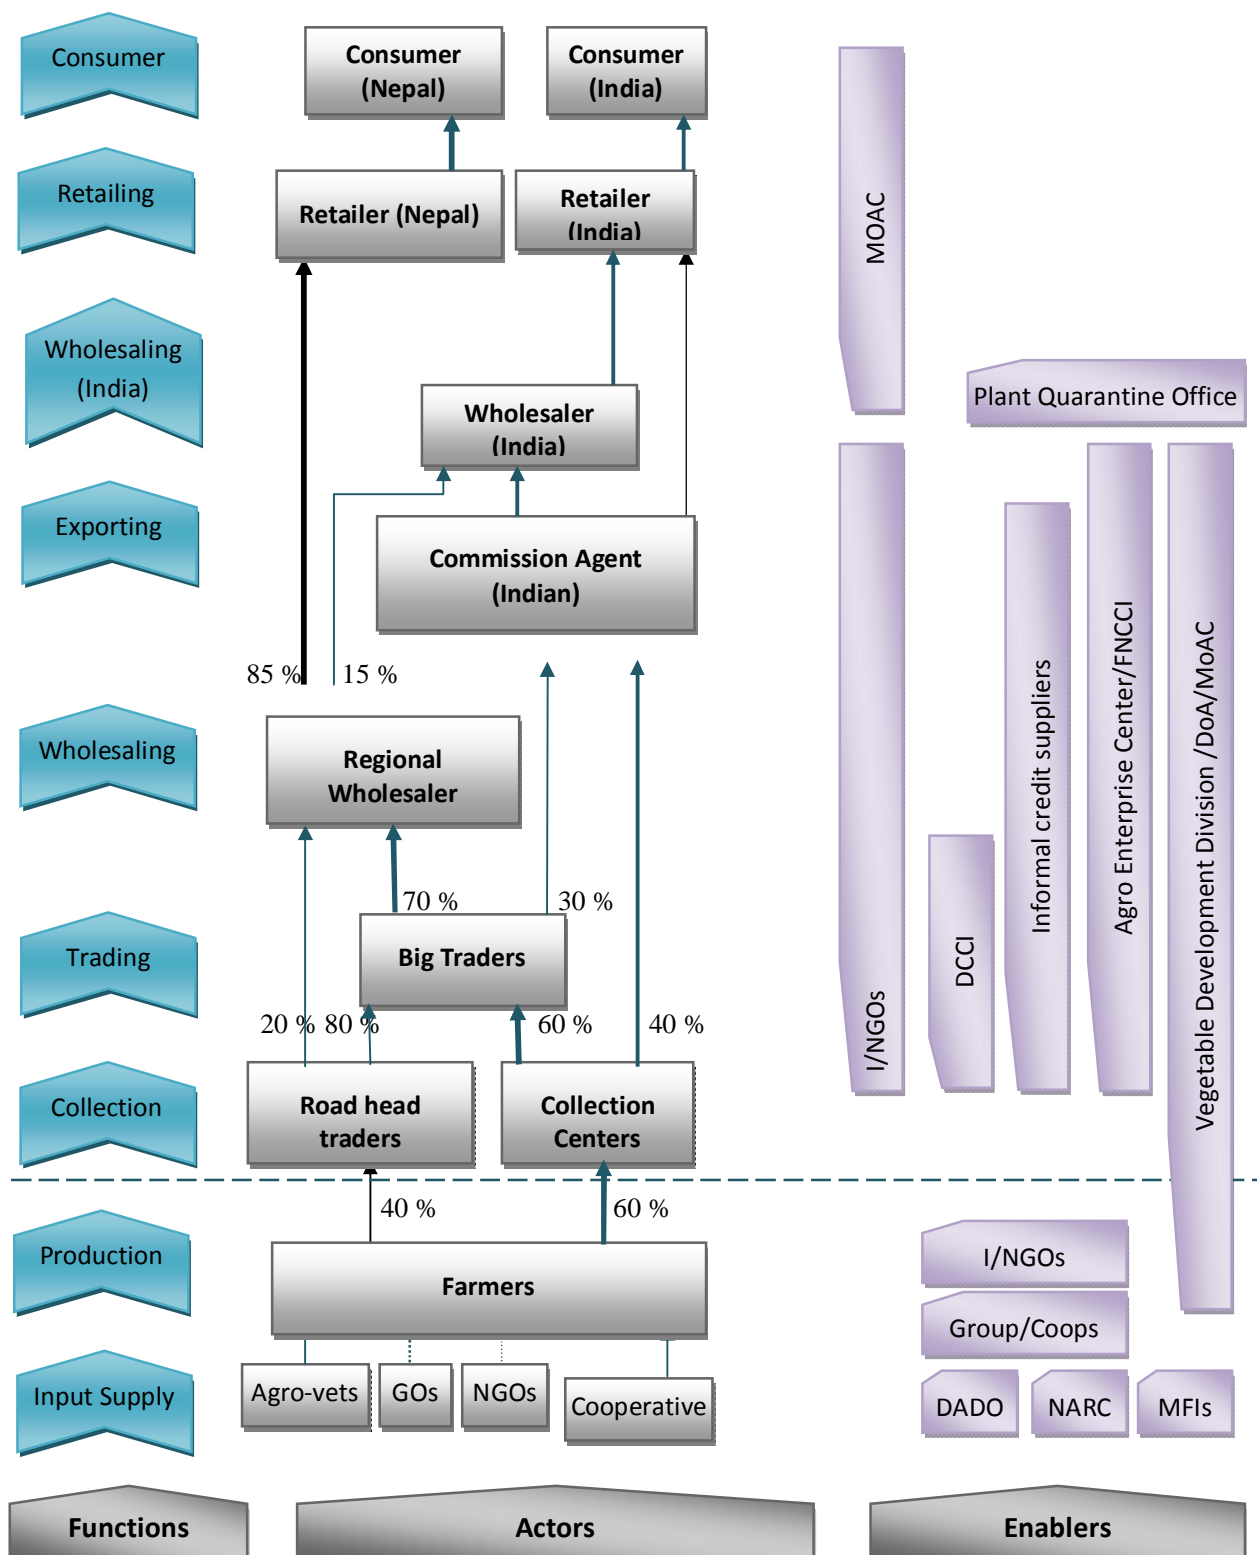 Consumer
Consumer
(Nepal)
Consumer
(India)
Retailing
Retailer (Nepal)
Retailer
(India)
MOAC
Wholesaling
(India)
Wholesaler
(India)
Plant Quarantine Office
Exporting
Commission Agent
(Indian)
85 %
15 %
Wholesaling
Regional
Wholesaler
70 %
30 %
Trading
Big Traders
20 %
80 %
60 %
40 %
Collection
Road head
traders
Collection
Centers
I/NGOs
DCCI
Informal credit suppliers
Agro Enterprise Center/FNCCI
Vegetable Development Division /DoA/MoAC
40 %
60 %
Production
Farmers
I/NGOs
Group/Coops
Input Supply
Agro-vets
GOs
NGOs
Cooperative
DADO
NARC
MFIs
Functions
Actors
Enablers